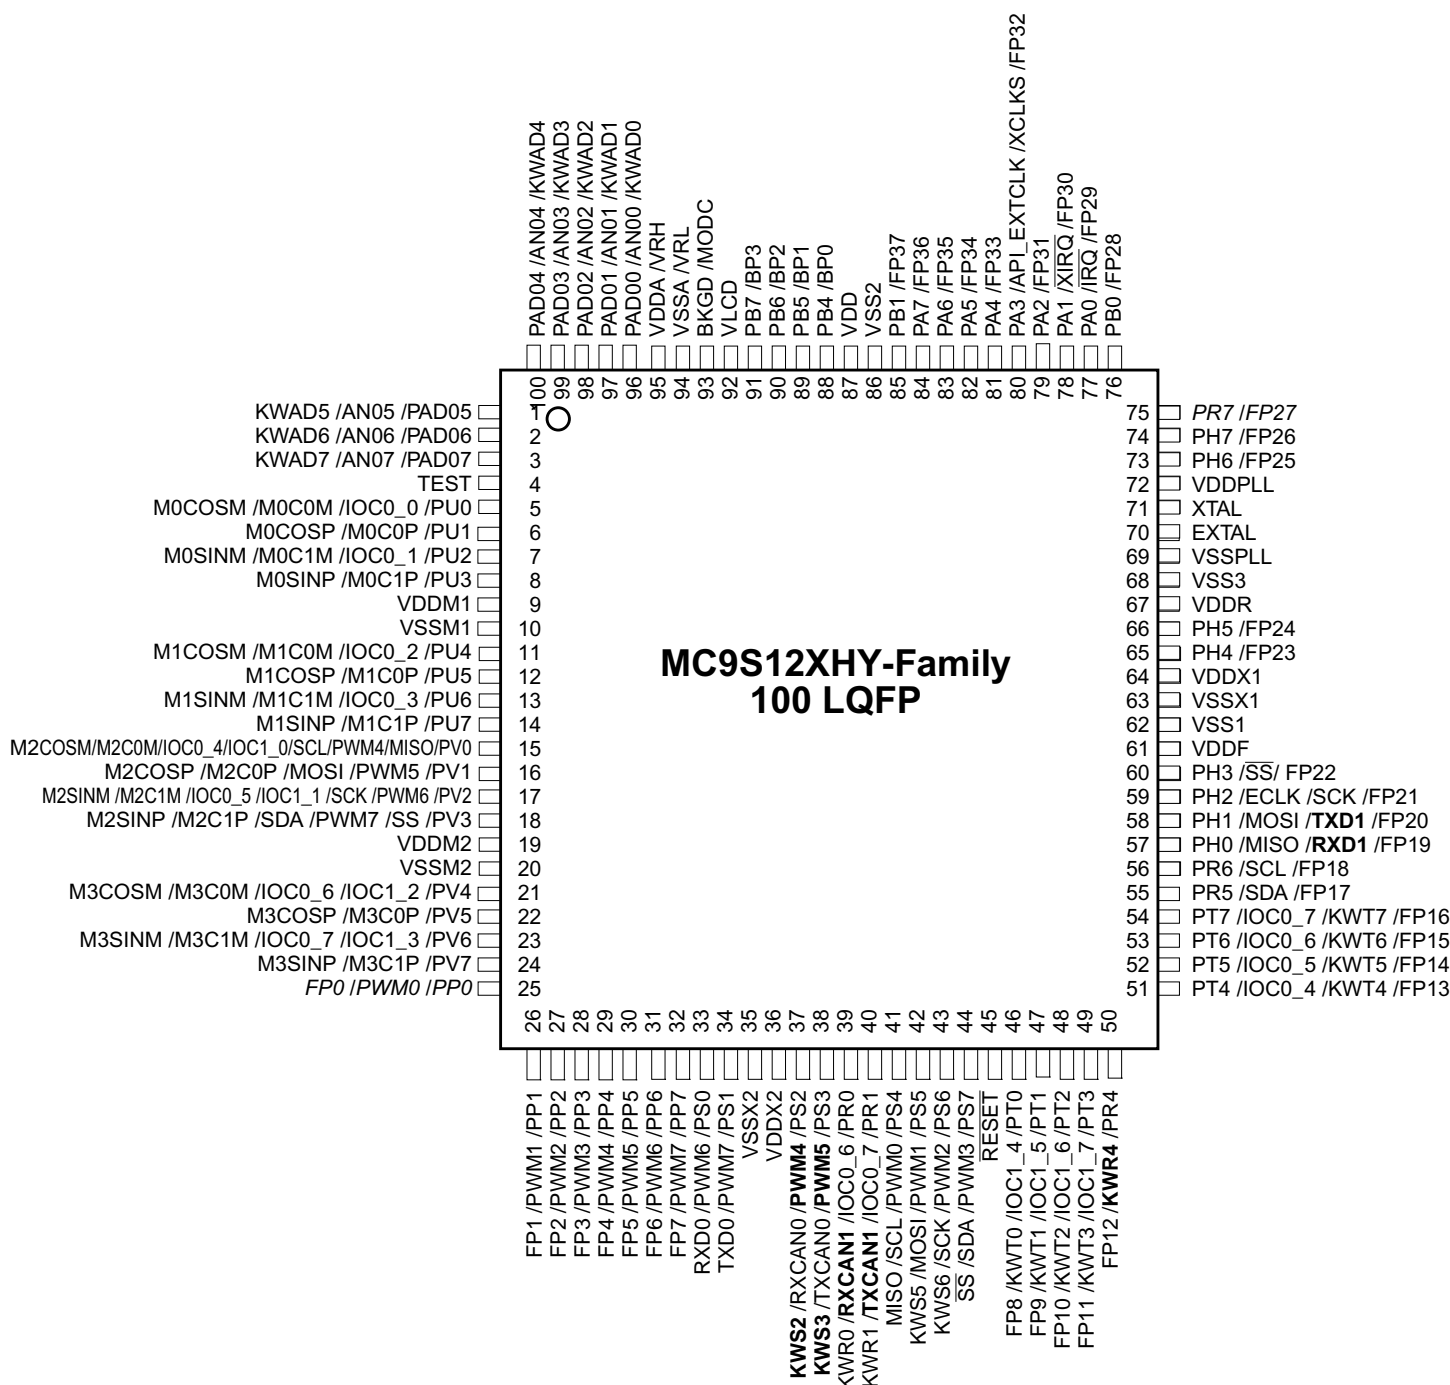 PAD04 /AN04 /KWAD4
PAD03 /AN03 /KWAD3
PAD02 /AN02 /KWAD2
PAD01 /AN01 /KWAD1
PAD00 /AN00 /KWAD0
VDDA /VRH
VSSA /VRL
BKGD /MODC
VLCD
PB7 /BP3
PB6 /BP2
PB5 /BP1
PB4 /BP0
VDD
VSS2
PB1 /FP37
PA7 /FP36
PA6 /FP35
PA5 /FP34
PA4 /FP33
PA3 /API_EXTCLK /XCLKS /FP32
PA2 /FP31
PA1 /XIRQ /FP30
PA0 /IRQ /FP29
PB0 /FP28
100
99
98
97
96
95
94
93
92
91
90
89
88
87
86
85
84
83
82
81
80
79
78
77
76
KWAD5 /AN05 /PAD05 1
KWAD6 /AN06 /PAD06 2
KWAD7 /AN07 /PAD07 3
TEST 4
M0COSM /M0C0M /IOC0_0 /PU0 5
M0COSP /M0C0P /PU1 6
M0SINM /M0C1M /IOC0_1 /PU2 7
M0SINP /M0C1P /PU3 8
VDDM1 9
VSSM1 10
M1COSM /M1C0M /IOC0_2 /PU4 11
M1COSP /M1C0P /PU5 12
M1SINM /M1C1M /IOC0_3 /PU6 13
M1SINP /M1C1P /PU7 14
M2COSM/M2C0M/IOC0_4/IOC1_0/SCL/PWM4/MISO/PV0 15
M2COSP /M2C0P /MOSI /PWM5 /PV1 16
M2SINM /M2C1M /IOC0_5 /IOC1_1 /SCK /PWM6 /PV2 17
M2SINP /M2C1P /SDA /PWM7 /SS /PV3 18
VDDM2 19
VSSM2 20
M3COSM /M3C0M /IOC0_6 /IOC1_2 /PV4 21
M3COSP /M3C0P /PV5 22
M3SINM /M3C1M /IOC0_7 /IOC1_3 /PV6 23
M3SINP /M3C1P /PV7 24
FP0 /PWM0 /PP0 25
MC9S12XHY-Family
100 LQFP
75 PR7 /FP27
74 PH7 /FP26
73 PH6 /FP25
72 VDDPLL
71 XTAL
70 EXTAL
69 VSSPLL
68 VSS3
67 VDDR
66 PH5 /FP24
65 PH4 /FP23
64 VDDX1
63 VSSX1
62 VSS1
61 VDDF
60 PH3 /SS/ FP22
59 PH2 /ECLK /SCK /FP21
58 PH1 /MOSI /TXD1 /FP20
57 PH0 /MISO /RXD1 /FP19
56 PR6 /SCL /FP18
55 PR5 /SDA /FP17
54 PT7 /IOC0_7 /KWT7 /FP16
53 PT6 /IOC0_6 /KWT6 /FP15
52 PT5 /IOC0_5 /KWT5 /FP14
51 PT4 /IOC0_4 /KWT4 /FP13
26
27
28
29
30
31
32
33
34
35
36
37
38
39
40
41
42
43
44
45
46
47
48
49
50
FP1 /PWM1 /PP1
FP2 /PWM2 /PP2
FP3 /PWM3 /PP3
FP4 /PWM4 /PP4
FP5 /PWM5 /PP5
FP6 /PWM6 /PP6
FP7 /PWM7 /PP7
RXD0 /PWM6 /PS0
TXD0 /PWM7 /PS1
VSSX2
VDDX2
KWS2 /RXCAN0 /PWM4 /PS2
KWS3 /TXCAN0 /PWM5 /PS3
KWR0 /RXCAN1 /IOC0_6 /PR0
KWR1 /TXCAN1 /IOC0_7 /PR1
MISO /SCL /PWM0 /PS4
KWS5 /MOSI /PWM1 /PS5
KWS6 /SCK /PWM2 /PS6
SS /SDA /PWM3 /PS7
RESET
FP8 /KWT0 /IOC1_4 /PT0
FP9 /KWT1 /IOC1_5 /PT1
FP10 /KWT2 /IOC1_6 /PT2
FP11 /KWT3 /IOC1_7 /PT3
FP12 /KWR4 /PR4